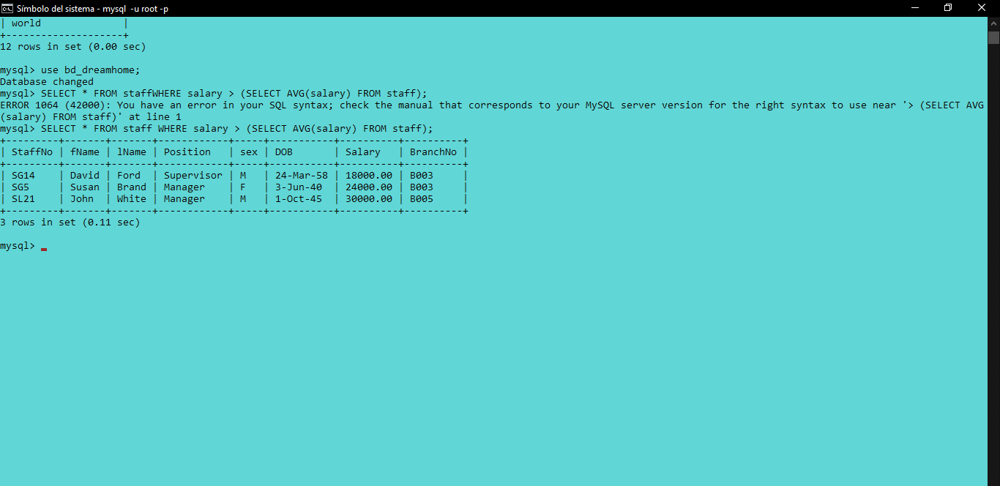 Símbolo del sistema - mysql  -u root -p
| world              |
+--------------------+
12 rows in set (0.00 sec)
mysql> use bd_dreamhome;
Database changed
mysql> SELECT * FROM staffWHERE salary > (SELECT AVG(salary) FROM staff);
ERROR 1064 (42000): You have an error in your SQL syntax; check the manual that corresponds to your MySQL server version for the right syntax to use near '> (SELECT AVG
(salary) FROM staff)' at line 1
mysql> SELECT * FROM staff WHERE salary > (SELECT AVG(salary) FROM staff);
+---------+-------+-------+------------+-----+-----------+----------+----------+
| StaffNo | fName | lName | Position   | sex | DOB       | Salary   | BranchNo |
+---------+-------+-------+------------+-----+-----------+----------+----------+
| SG14    | David | Ford  | Supervisor | M   | 24-Mar-58 | 18000.00 | B003     |
| SG5     | Susan | Brand | Manager    | F   | 3-Jun-40  | 24000.00 | B003     |
| SL21    | John  | White | Manager    | M   | 1-Oct-45  | 30000.00 | B005     |
+---------+-------+-------+------------+-----+-----------+----------+----------+
3 rows in set (0.11 sec)
mysql>